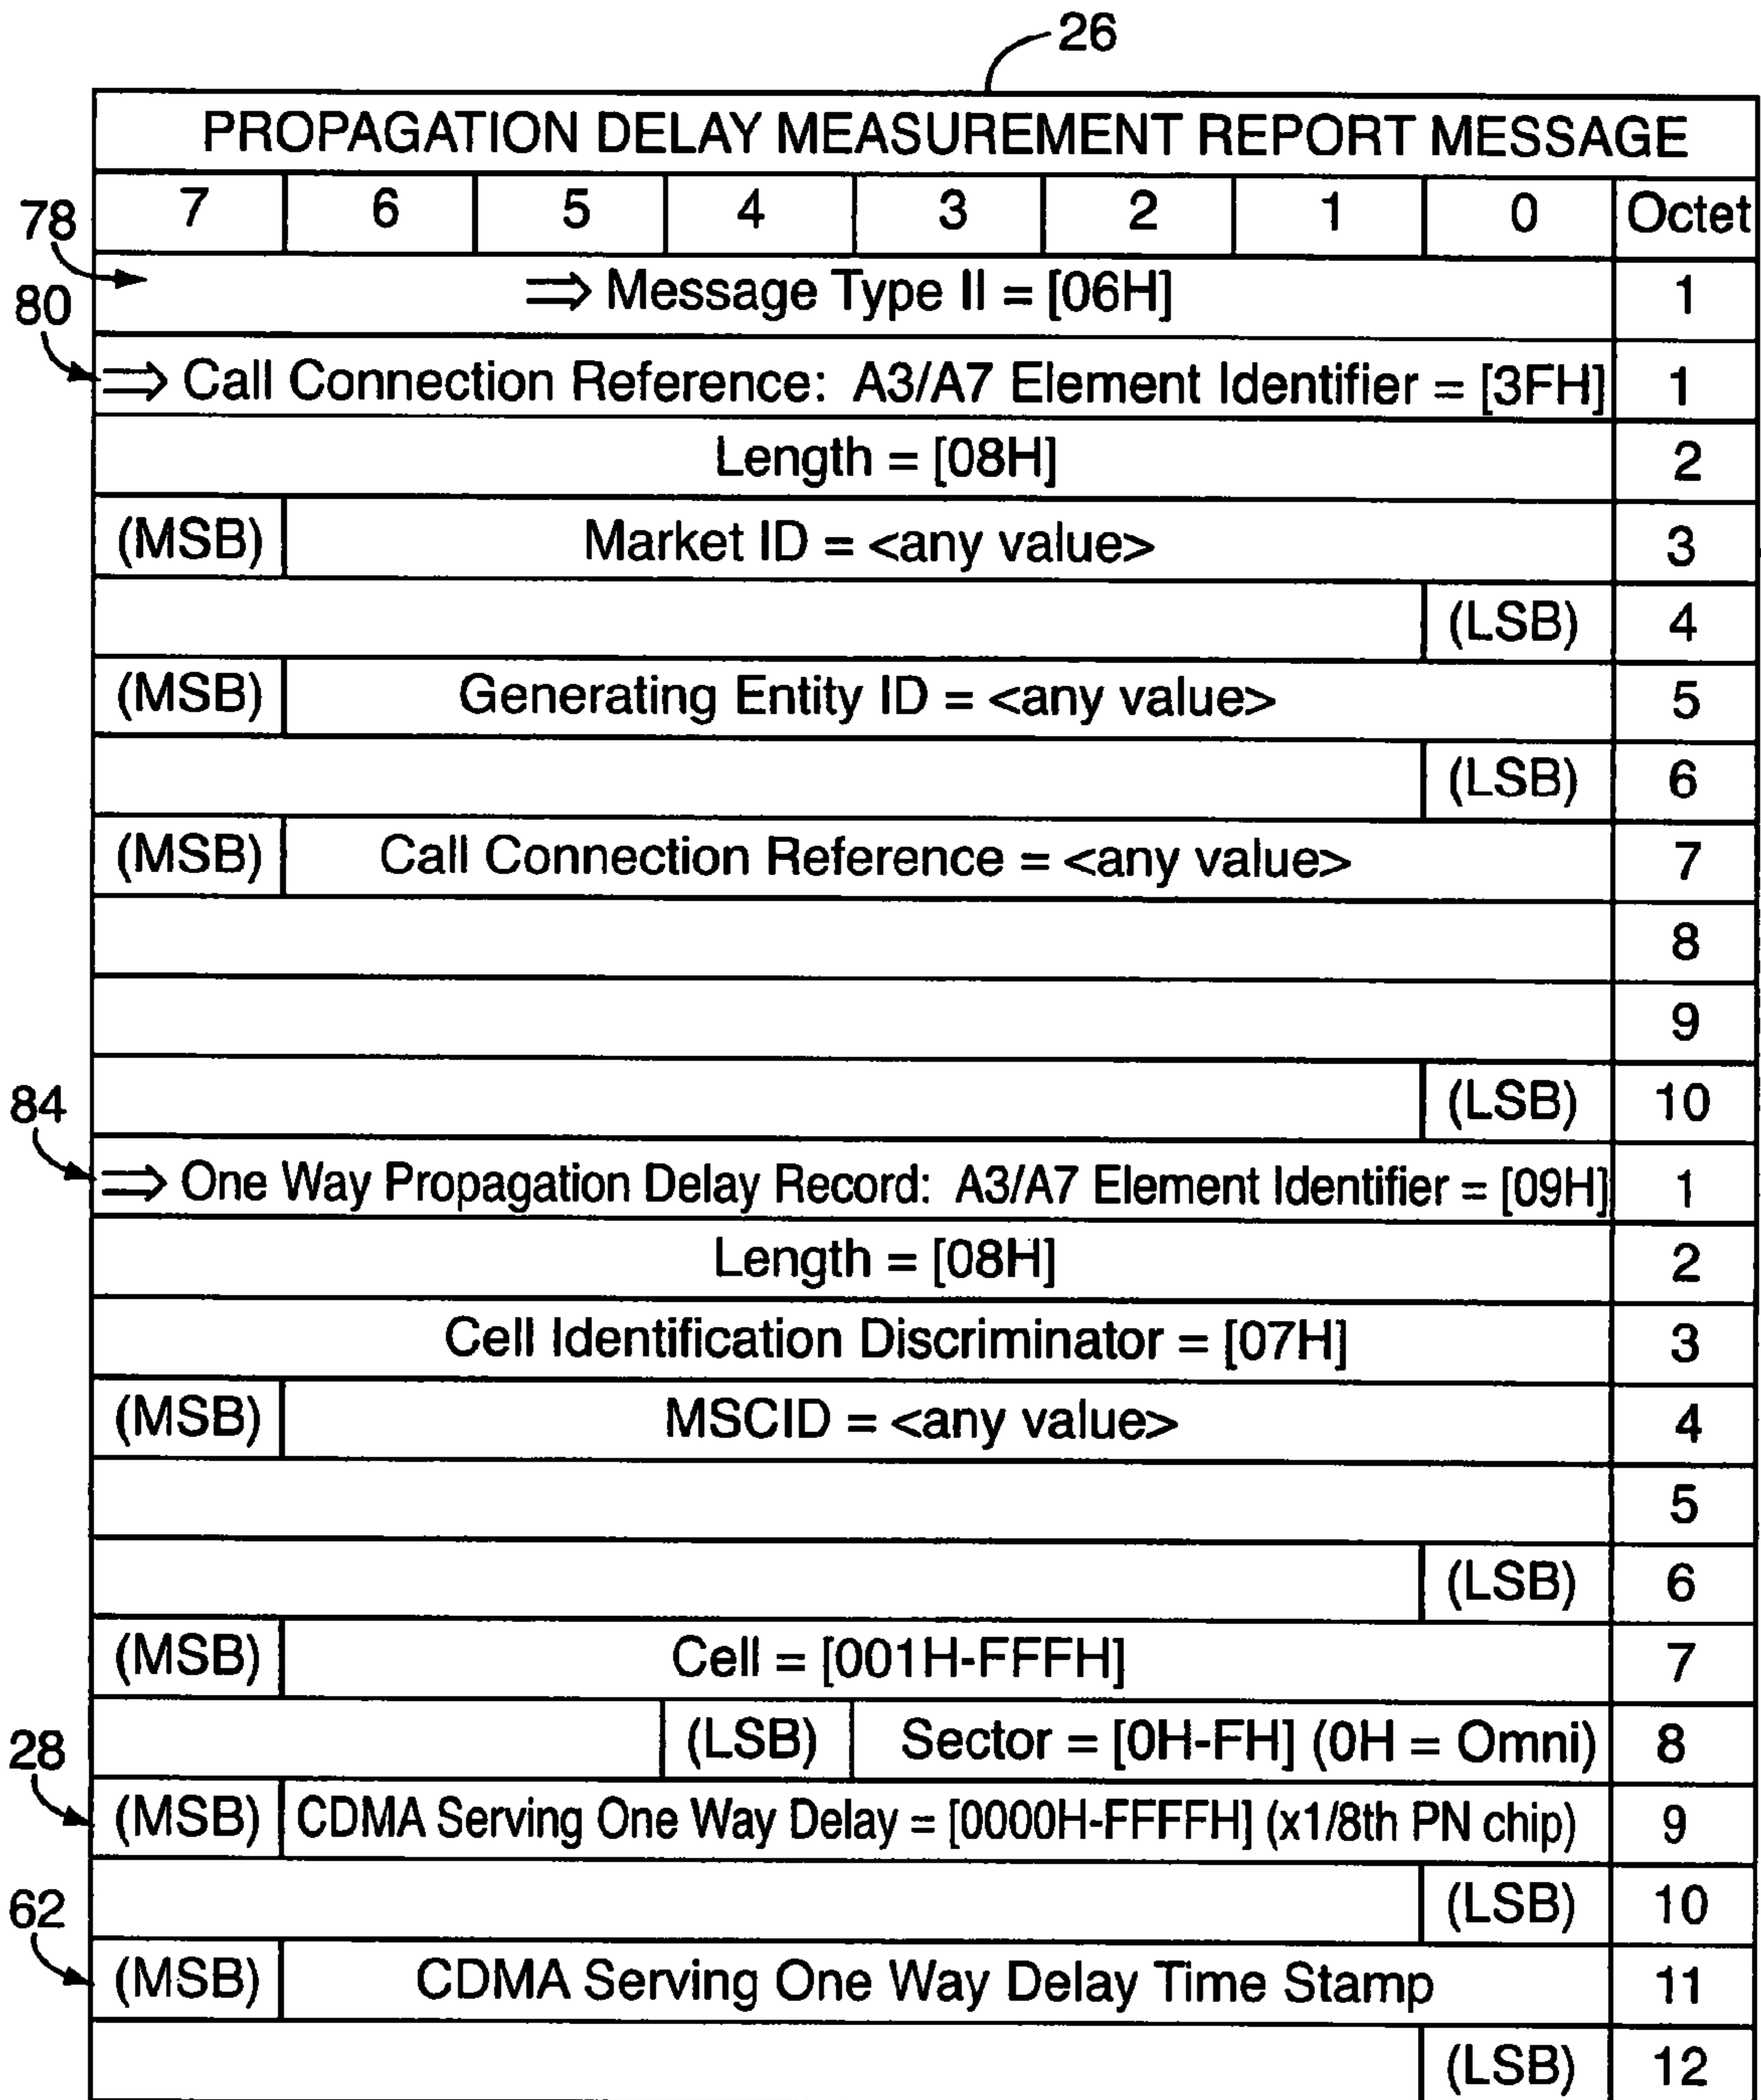 26
PROPAGATION DELAY MEASUREMENT REPORT MESSAGE
7 6 5 4 3 2 1 0 Octet
78
⇒ Message Type II = [06H] 1
80
⇒ Call Connection Reference: A3/A7 Element Identifier = [3FH] 1
Length = [08H] 2
(MSB) Market ID = <any value> 3
(LSB) 4
(MSB) Generating Entity ID = <any value> 5
(LSB) 6
(MSB) Call Connection Reference = <any value> 7
8
9
(LSB) 10
84
⇒ One Way Propagation Delay Record: A3/A7 Element Identifier = [09H] 1
Length = [08H] 2
Cell Identification Discriminator = [07H] 3
(MSB) MSCID = <any value> 4
5
(LSB) 6
(MSB) Cell = [001H-FFFH] 7
(LSB) Sector = [0H-FH] (0H = Omni) 8
28
(MSB) CDMA Serving One Way Delay = [0000H-FFFFH] (x1/8th PN chip) 9
(LSB) 10
62
(MSB) CDMA Serving One Way Delay Time Stamp 11
(LSB) 12